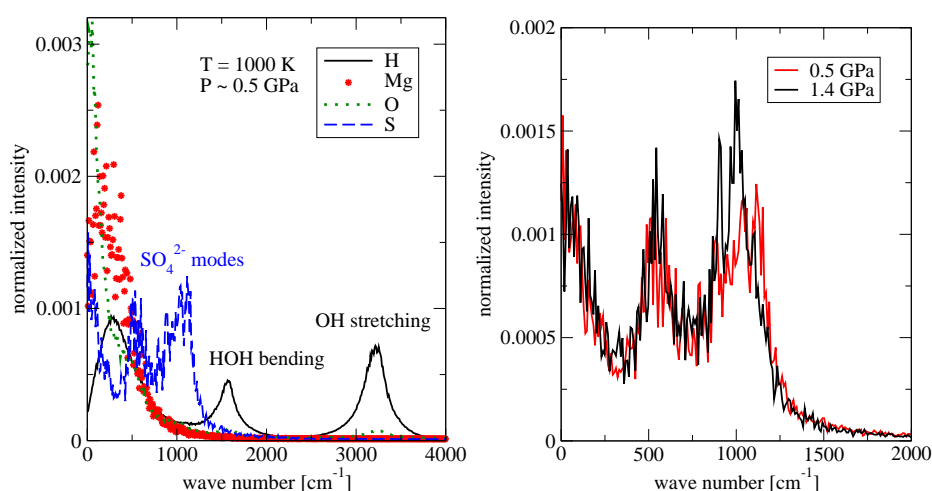 T = 1000 K
P ~ 0.5 GPa
H
Mg
O
S
SO₄²⁻ modes
HOH bending
OH stretching
normalized intensity
0.003
0.002
0.001
0
0 1000 2000 3000 4000
wave number [cm⁻¹]
0.5 GPa
1.4 GPa
normalized intensity
0.002
0.0015
0.001
0.0005
0
0 500 1000 1500 2000
wave number [cm⁻¹]